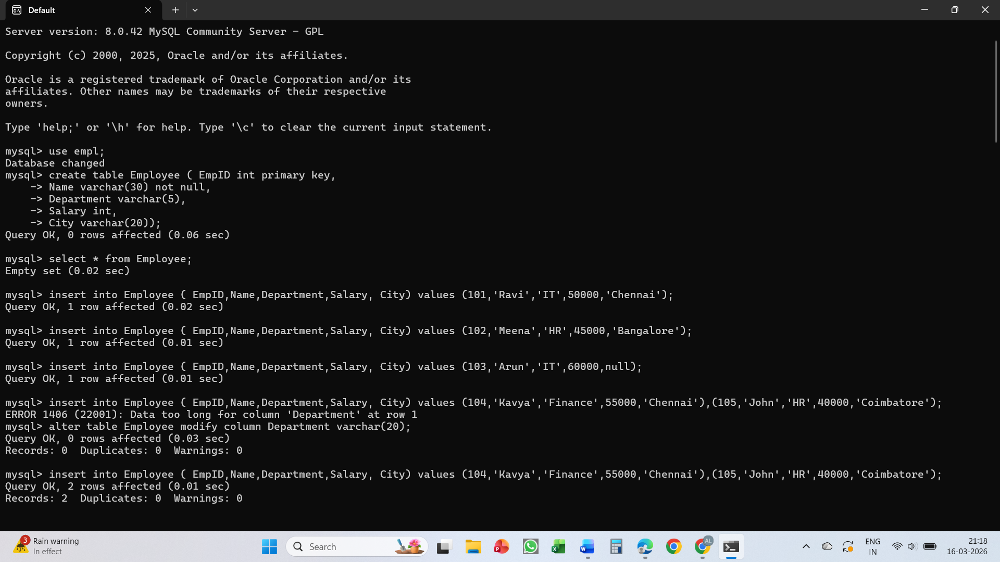 Default
Server version: 8.0.42 MySQL Community Server - GPL
Copyright (c) 2000, 2025, Oracle and/or its affiliates.
Oracle is a registered trademark of Oracle Corporation and/or its
affiliates. Other names may be trademarks of their respective
owners.
Type 'help;' or '\h' for help. Type '\c' to clear the current input statement.
mysql> use empl;
Database changed
mysql> create table Employee ( EmpID int primary key,
    -> Name varchar(30) not null,
    -> Department varchar(5),
    -> Salary int,
    -> City varchar(20));
Query OK, 0 rows affected (0.06 sec)
mysql> select * from Employee;
Empty set (0.02 sec)
mysql> insert into Employee ( EmpID,Name,Department,Salary, City) values (101,'Ravi','IT',50000,'Chennai');
Query OK, 1 row affected (0.02 sec)
mysql> insert into Employee ( EmpID,Name,Department,Salary, City) values (102,'Meena','HR',45000,'Bangalore');
Query OK, 1 row affected (0.01 sec)
mysql> insert into Employee ( EmpID,Name,Department,Salary, City) values (103,'Arun','IT',60000,null);
Query OK, 1 row affected (0.01 sec)
mysql> insert into Employee ( EmpID,Name,Department,Salary, City) values (104,'Kavya','Finance',55000,'Chennai'),(105,'John','HR',40000,'Coimbatore');
ERROR 1406 (22001): Data too long for column 'Department' at row 1
mysql> alter table Employee modify column Department varchar(20);
Query OK, 0 rows affected (0.03 sec)
Records: 0  Duplicates: 0  Warnings: 0
mysql> insert into Employee ( EmpID,Name,Department,Salary, City) values (104,'Kavya','Finance',55000,'Chennai'),(105,'John','HR',40000,'Coimbatore');
Query OK, 2 rows affected (0.01 sec)
Records: 2  Duplicates: 0  Warnings: 0
3
Rain warning
In effect
Search
AL
ENG
IN
21:18
16-03-2026